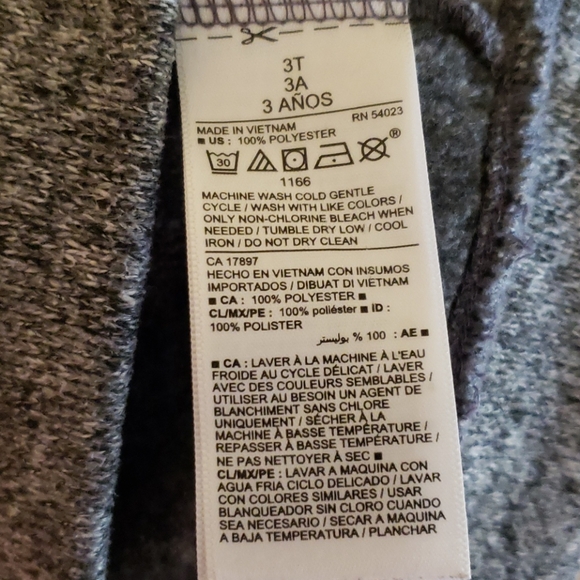 3T
3A
3 AÑOS
RN 54023
MADE IN VIETNAM
■ US: 100% POLYESTER
30
®
1166
MACHINE WASH COLD GENTLE
CYCLE / WASH WITH LIKE COLORS /
ONLY NON-CHLORINE BLEACH WHEN
NEEDED / TUMBLE DRY LOW / COOL
IRON / DO NOT DRY CLEAN
CA 17897
HECHO EN VIETNAM CON INSUMOS
IMPORTADOS / DIBUAT DI VIETNAM
■ CA : 100% POLYESTER ■
CL/MX/PE: 100% poliéster ■ ID :
100% POLISTER
■ AE : 100 % بوليستر
■ CA : LAVER À LA MACHINE À L'EAU
FROIDE AU CYCLE DÉLICAT / LAVER
AVEC DES COULEURS SEMBLABLES /
UTILISER AU BESOIN UN AGENT DE
BLANCHIMENT SANS CHLORE
UNIQUEMENT / SÉCHER À LA
MACHINE À BASSE TEMPÉRATURE /
REPASSER À BASSE TEMPÉRATURE /
NE PAS NETTOYER À SEC ■
CL/MX/PE : LAVAR A MAQUINA CON
AGUA FRIA CICLO DELICADO / LAVAR
CON COLORES SIMILARES / USAR
BLANQUEADOR SIN CLORO CUANDO
SEA NECESARIO / SECAR A MAQUINA
A BAJA TEMPERATURA / PLANCHAR